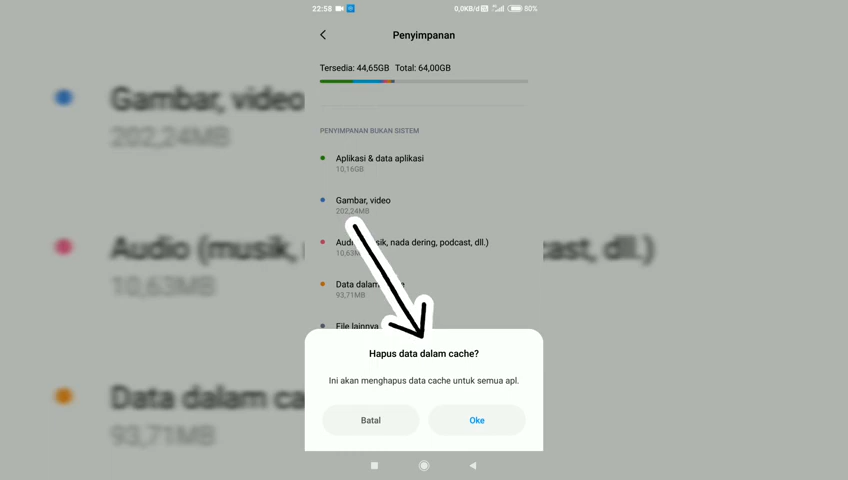 22:58
0,0KB/d
80%
Penyimpanan
Tersedia: 44,65GB Total: 64,00GB
PENYIMPANAN BUKAN SISTEM
Aplikasi & data aplikasi
10,16GB
Gambar, video
202,24MB
sik, nada dering, podcast, dll.)
10,63
Data dalam
93,71MB
File lainnya
Hapus data dalam cache?
Ini akan menghapus data cache untuk semua apl.
Batal
Oke
Gambar, video
202,24MB
Audio (musik,
cast, dll.)
10,63MB
Data dalam ca
93,71MB